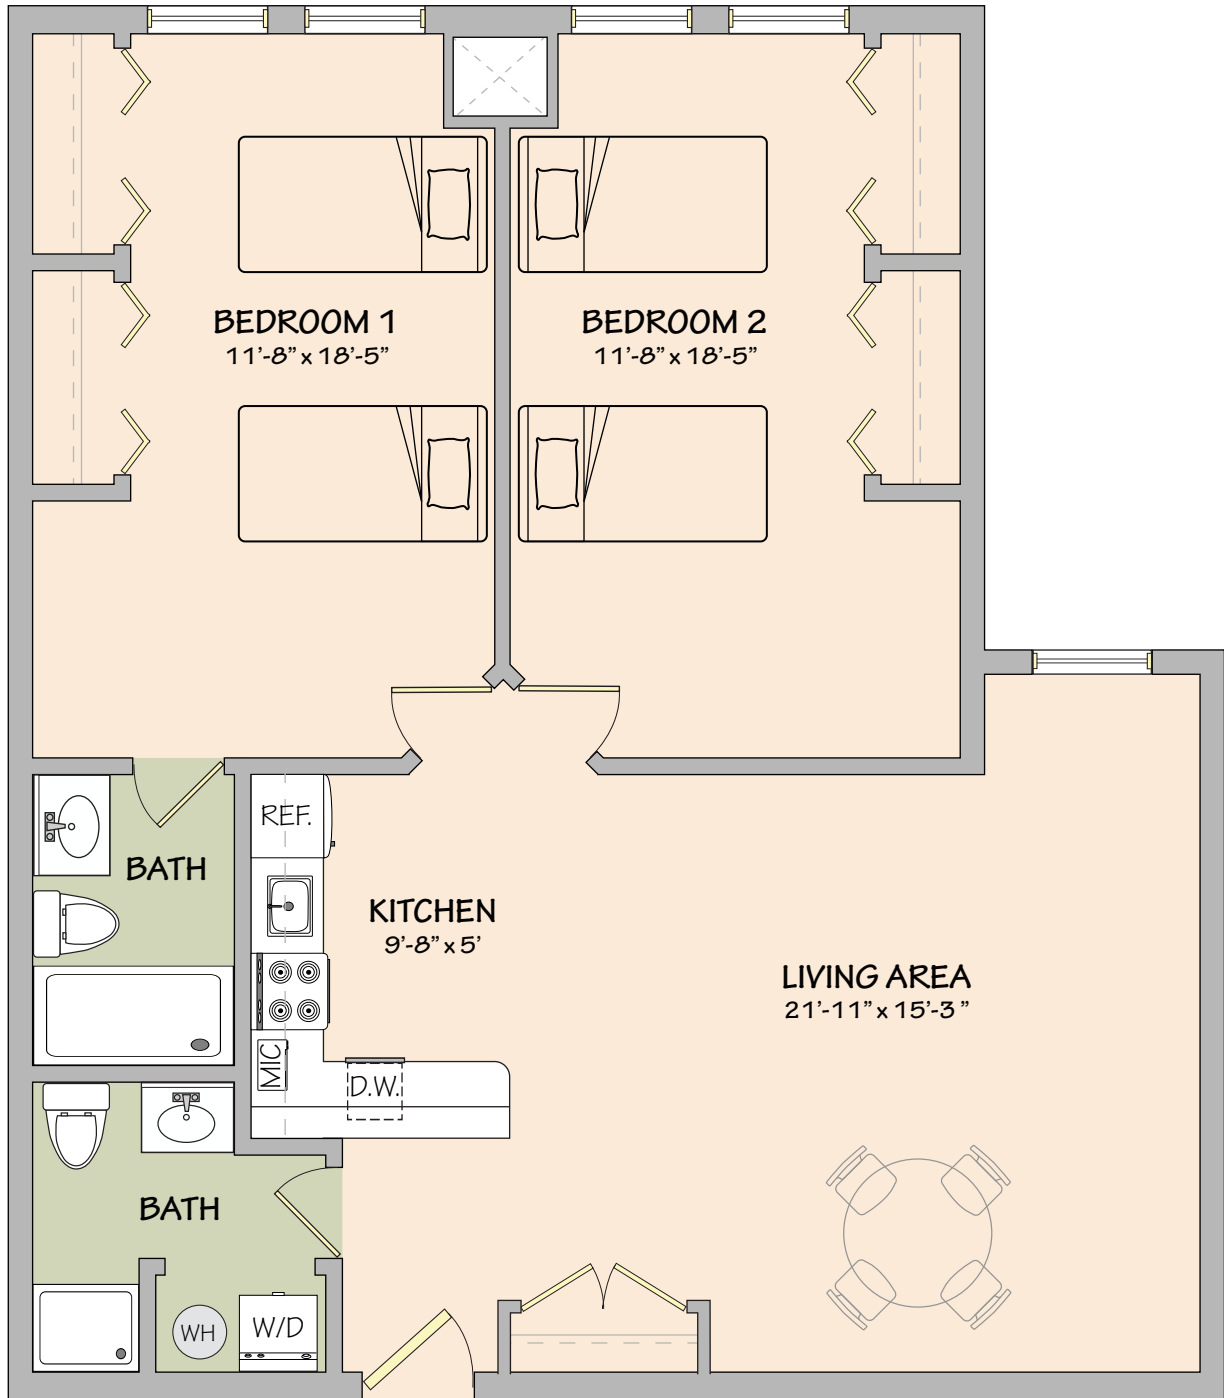 BEDROOM 1
11'-8" x 18'-5"
BEDROOM 2
11'-8" x 18'-5"
REF.
BATH
KITCHEN
9'-8" x 5'
LIVING AREA
21'-11" x 15'-3"
MIC
D.W.
BATH
WH
W/D